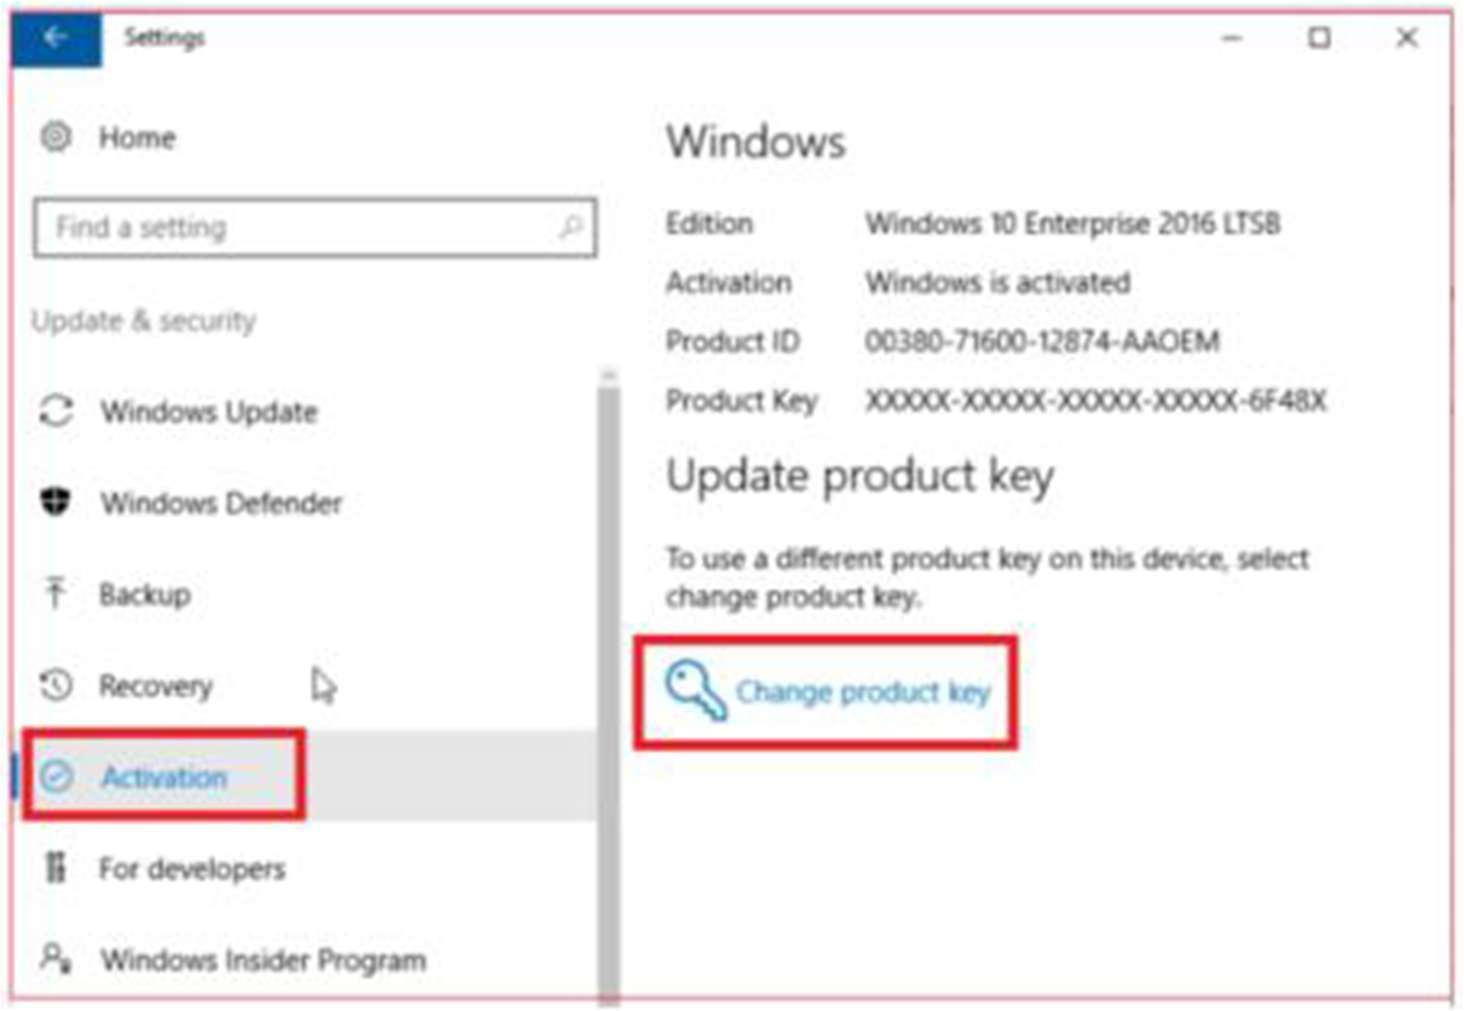 Settings
Home
Find a setting
Update & security
Windows Update
Windows Defender
Backup
Recovery
Activation
For developers
Windows Insider Program
Windows
Edition Windows 10 Enterprise 2016 LTSB
Activation Windows is activated
Product ID 00380-71600-12874-AAOEM
Product Key XXXXX-XXXXX-XXXXX-XXXXX-6F48X
Update product key
To use a different product key on this device, select
change product key.
Change product key